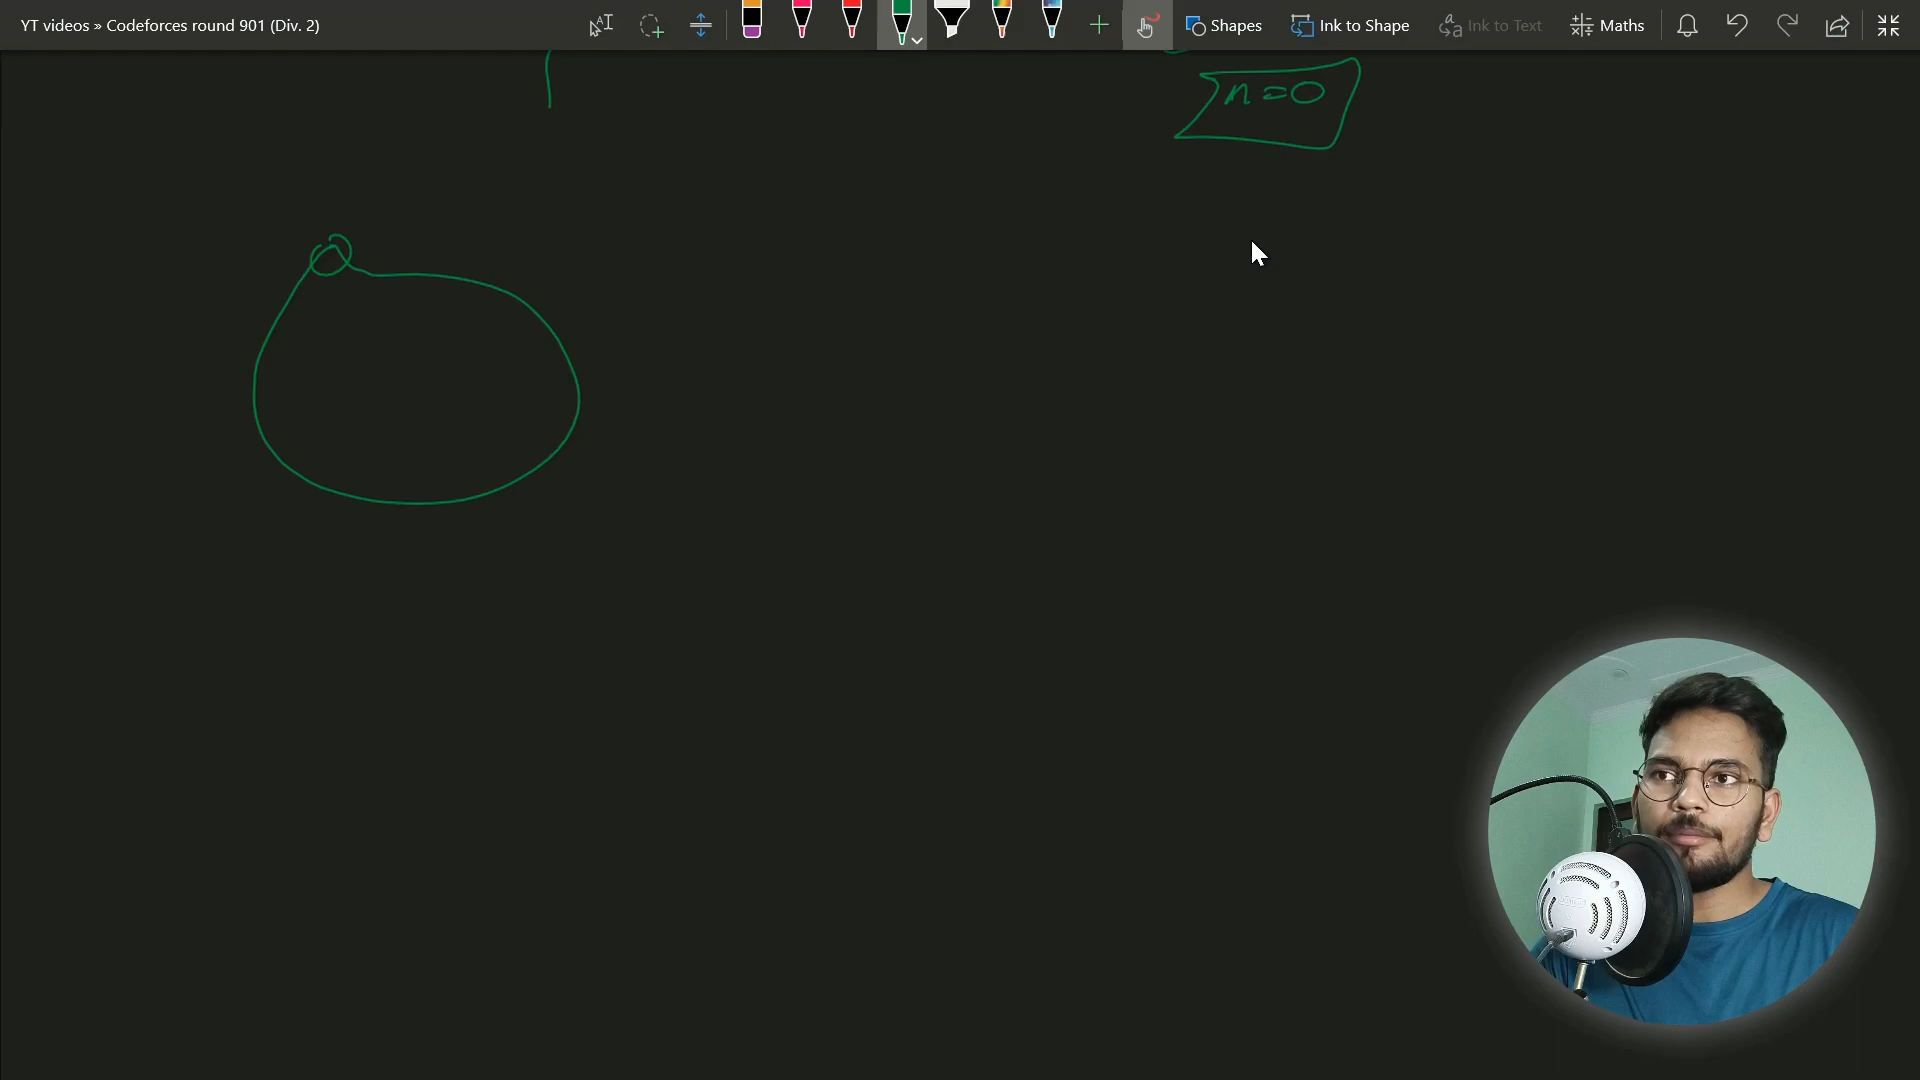 YT videos » Codeforces round 901 (Div. 2)
Shapes
Ink to Shape
Ink to Text
Maths
n=0